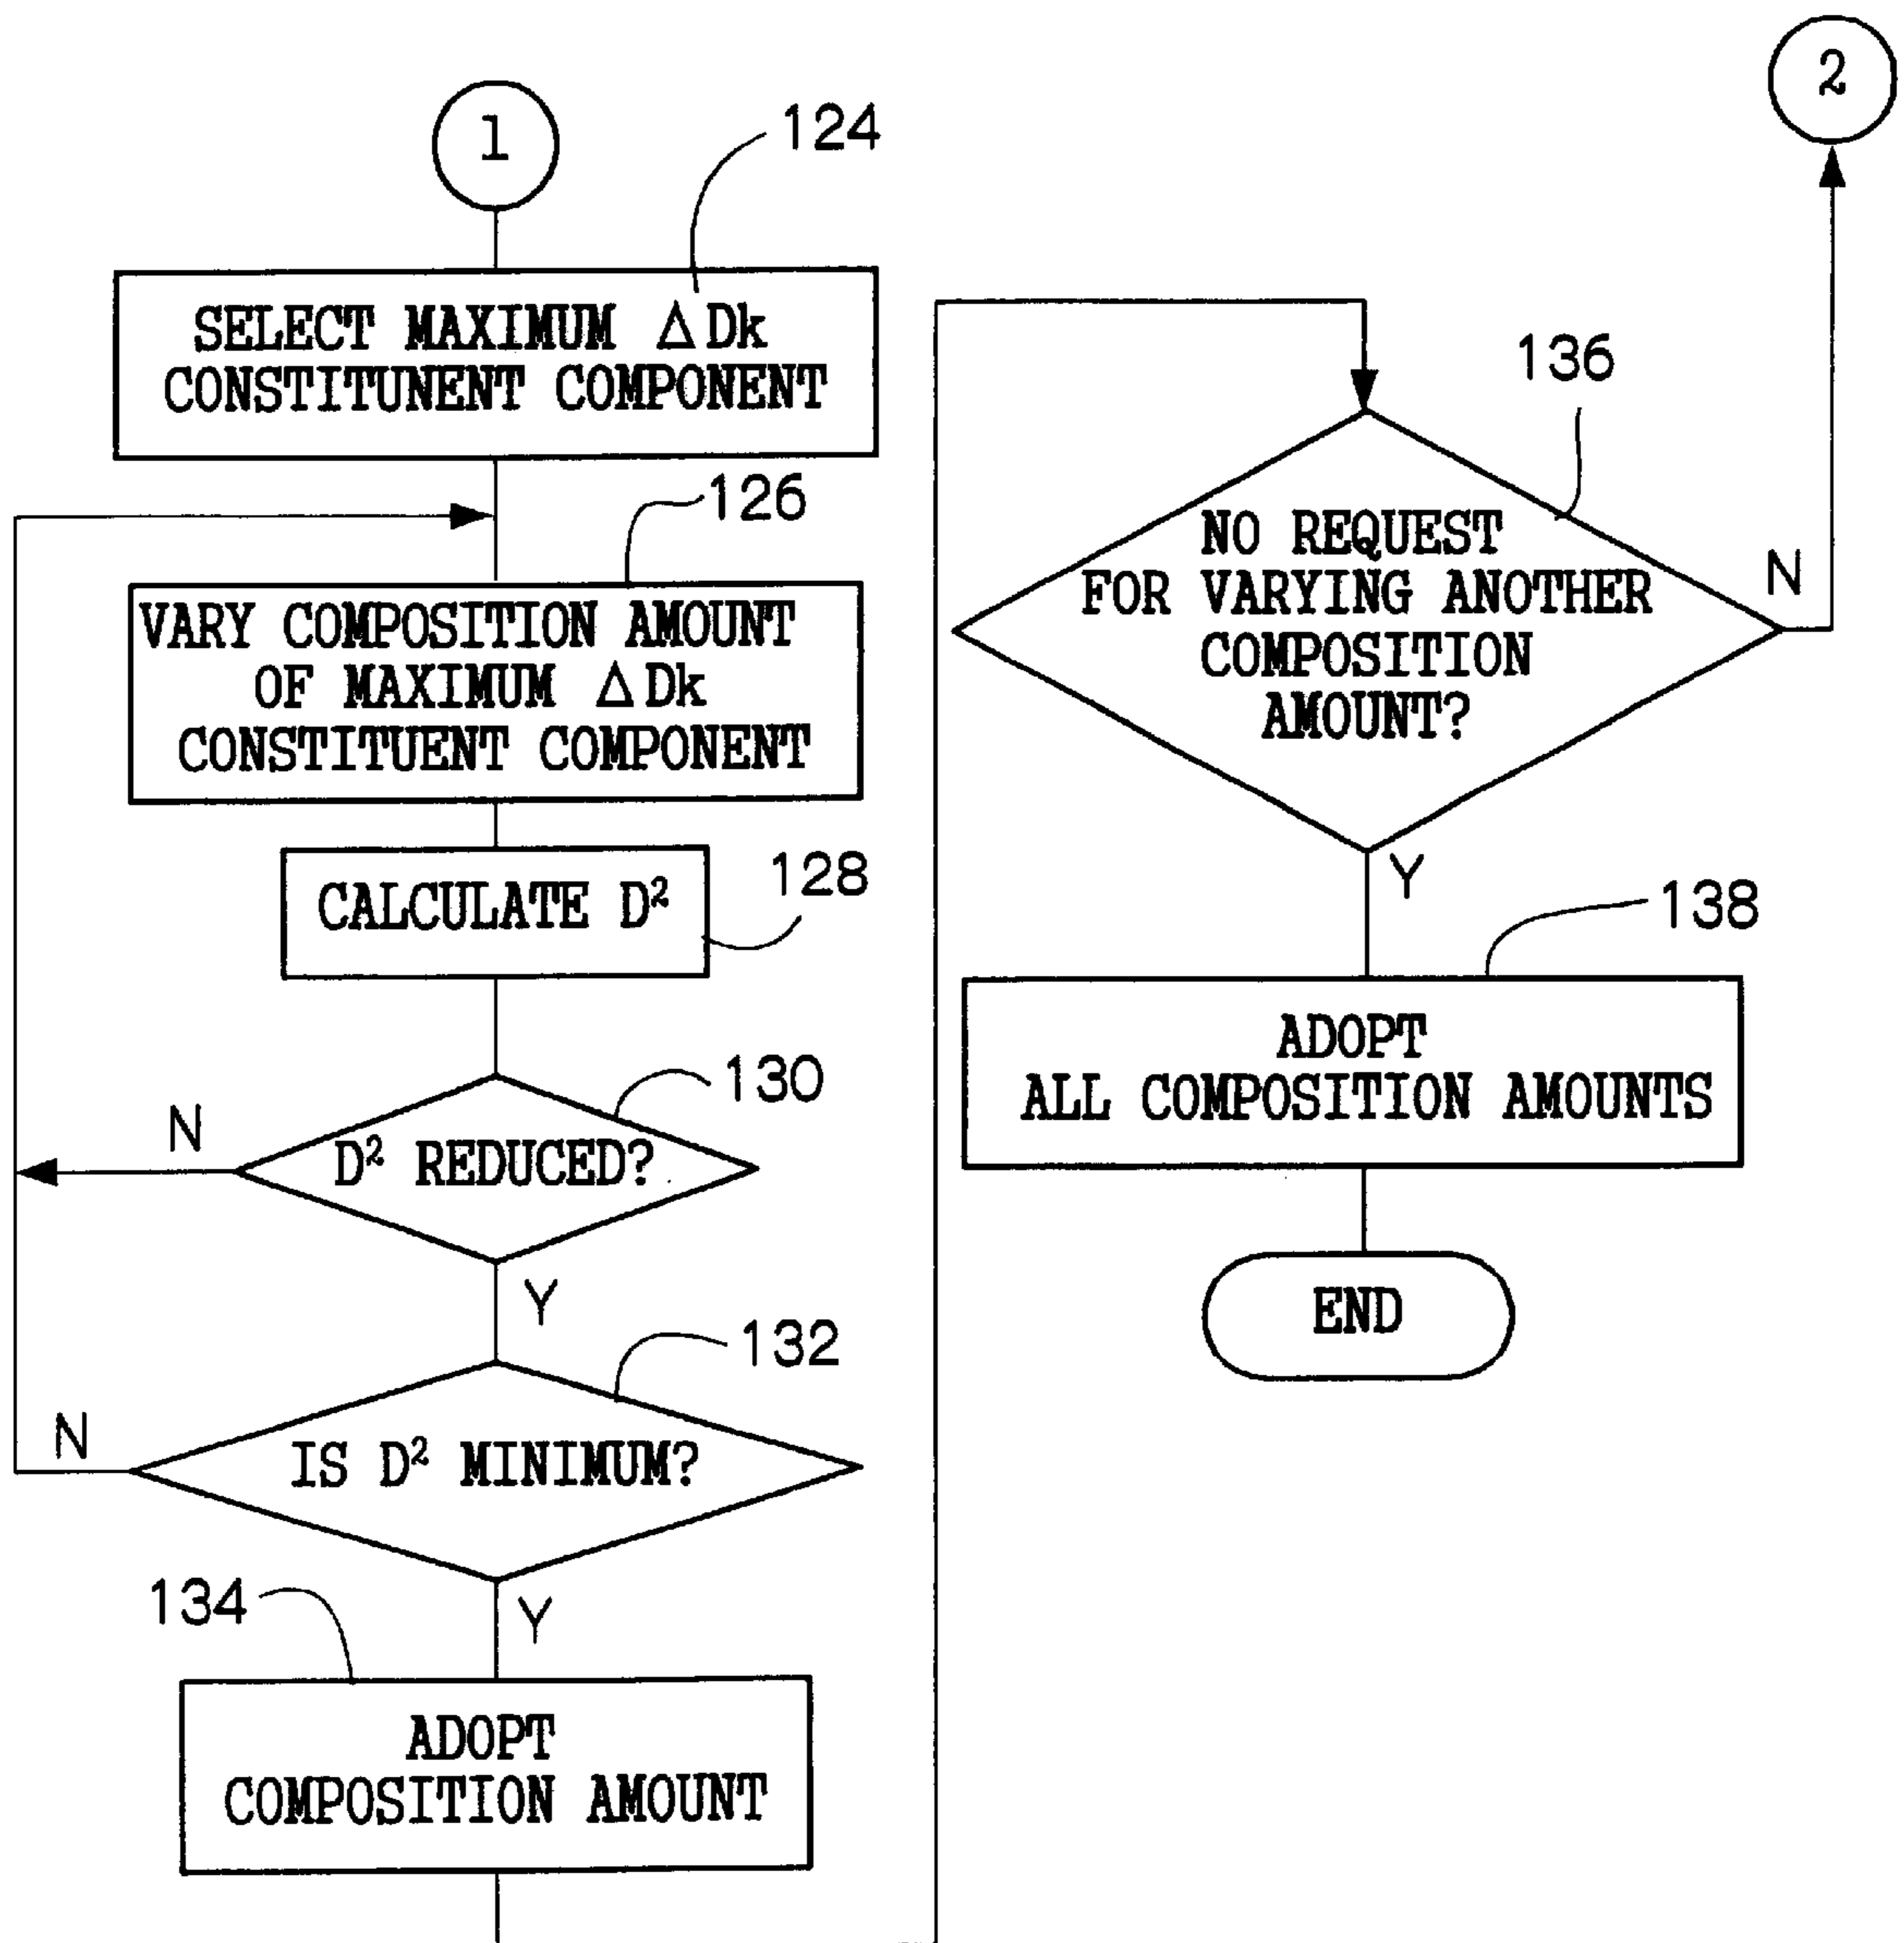 1
124
SELECT MAXIMUM ΔDk
CONSTITUNENT COMPONENT
126
VARY COMPOSITION AMOUNT
OF MAXIMUM ΔDk
CONSTITUENT COMPONENT
CALCULATE D²
128
130
D² REDUCED?
N
Y
132
IS D² MINIMUM?
N
Y
134
ADOPT
COMPOSITION AMOUNT
2
136
NO REQUEST
FOR VARYING ANOTHER
COMPOSITION
AMOUNT?
N
Y
138
ADOPT
ALL COMPOSITION AMOUNTS
END